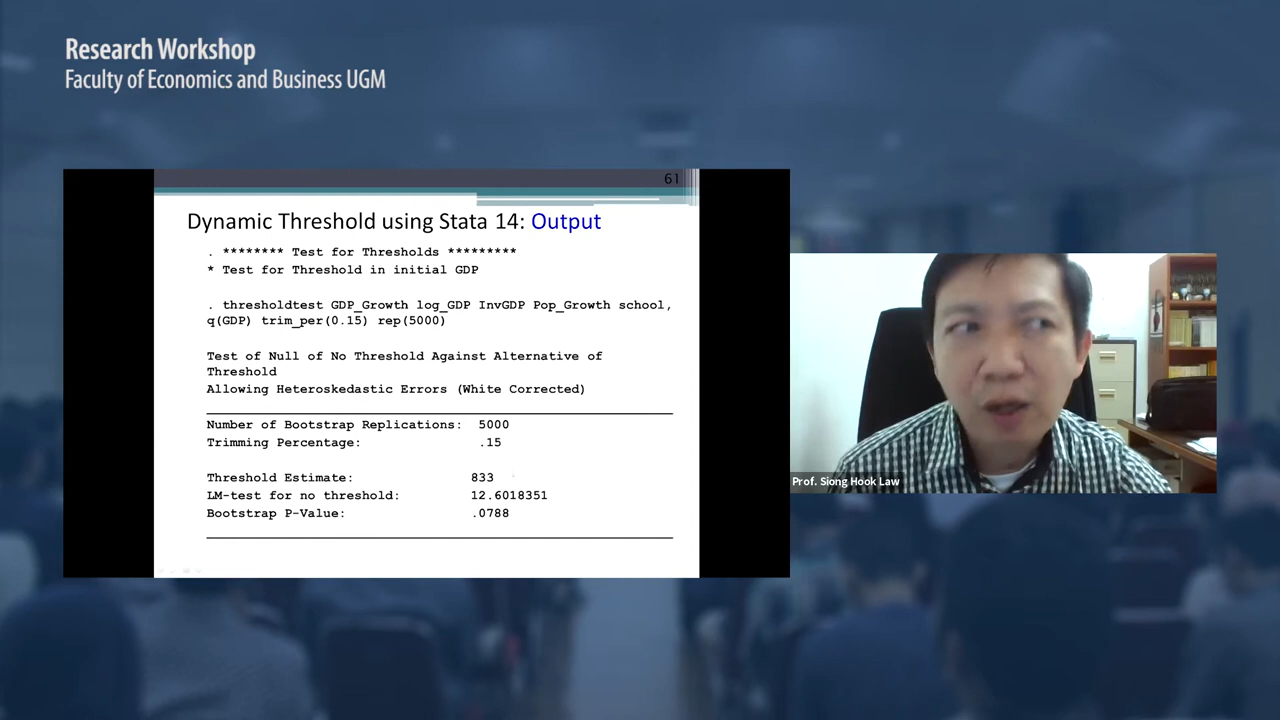 Research Workshop
Faculty of Economics and Business UGM
61
Dynamic Threshold using Stata 14: Output
. ******** Test for Thresholds *********
* Test for Threshold in initial GDP
. thresholdtest GDP_Growth log_GDP InvGDP Pop_Growth school,
q(GDP) trim_per(0.15) rep(5000)
Test of Null of No Threshold Against Alternative of
Threshold
Allowing Heteroskedastic Errors (White Corrected)
Number of Bootstrap Replications: 5000
Trimming Percentage: .15
Threshold Estimate: 833
LM-test for no threshold: 12.6018351
Bootstrap P-Value: .0788
Prof. Siong Hook Law